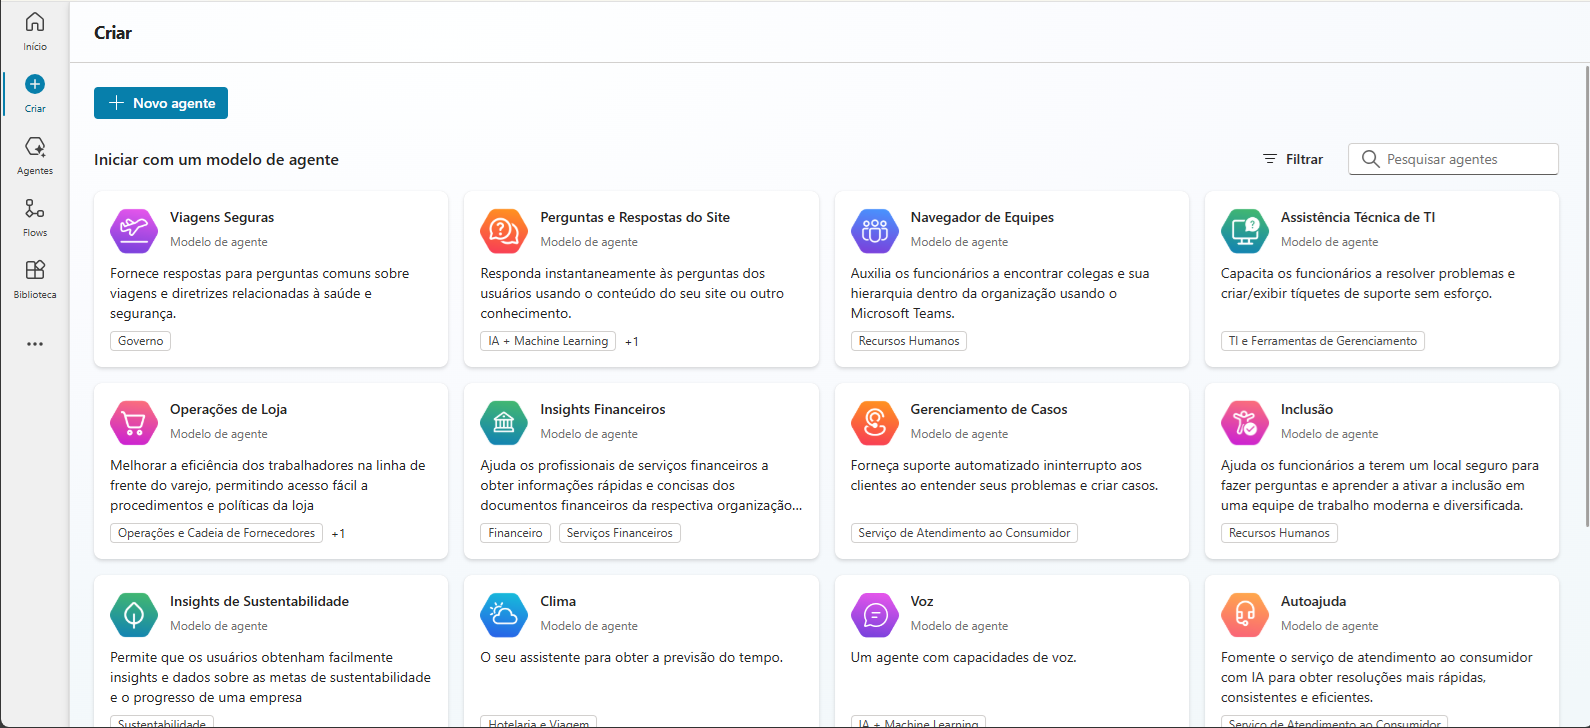 Início
Criar
Agentes
Flows
Biblioteca
Criar
Novo agente
Iniciar com um modelo de agente
Filtrar
Pesquisar agentes
Viagens Seguras
Modelo de agente
Fornece respostas para perguntas comuns sobre
viagens e diretrizes relacionadas à saúde e
segurança.
Governo
Perguntas e Respostas do Site
Modelo de agente
Responda instantaneamente às perguntas dos
usuários usando o conteúdo do seu site ou outro
conhecimento.
IA + Machine Learning +1
Navegador de Equipes
Modelo de agente
Auxilia os funcionários a encontrar colegas e sua
hierarquia dentro da organização usando o
Microsoft Teams.
Recursos Humanos
Assistência Técnica de TI
Modelo de agente
Capacita os funcionários a resolver problemas e
criar/exibir tíquetes de suporte sem esforço.
TI e Ferramentas de Gerenciamento
Operações de Loja
Modelo de agente
Melhorar a eficiência dos trabalhadores na linha de
frente do varejo, permitindo acesso fácil a
procedimentos e políticas da loja
Operações e Cadeia de Fornecedores +1
Insights Financeiros
Modelo de agente
Ajuda os profissionais de serviços financeiros a
obter informações rápidas e concisas dos
documentos financeiros da respectiva organização...
Financeiro Serviços Financeiros
Gerenciamento de Casos
Modelo de agente
Forneça suporte automatizado ininterrupto aos
clientes ao entender seus problemas e criar casos.
Serviço de Atendimento ao Consumidor
Inclusão
Modelo de agente
Ajuda os funcionários a terem um local seguro para
fazer perguntas e aprender a ativar a inclusão em
uma equipe de trabalho moderna e diversificada.
Recursos Humanos
Insights de Sustentabilidade
Modelo de agente
Permite que os usuários obtenham facilmente
insights e dados sobre as metas de sustentabilidade
e o progresso de uma empresa
Sustentabilidade
Clima
Modelo de agente
O seu assistente para obter a previsão do tempo.
Hotelaria e Viagem
Voz
Modelo de agente
Um agente com capacidades de voz.
IA + Machine Learning
Autoajuda
Modelo de agente
Fomente o serviço de atendimento ao consumidor
com IA para obter resoluções mais rápidas,
consistentes e eficientes.
Serviço de Atendimento ao Consumidor